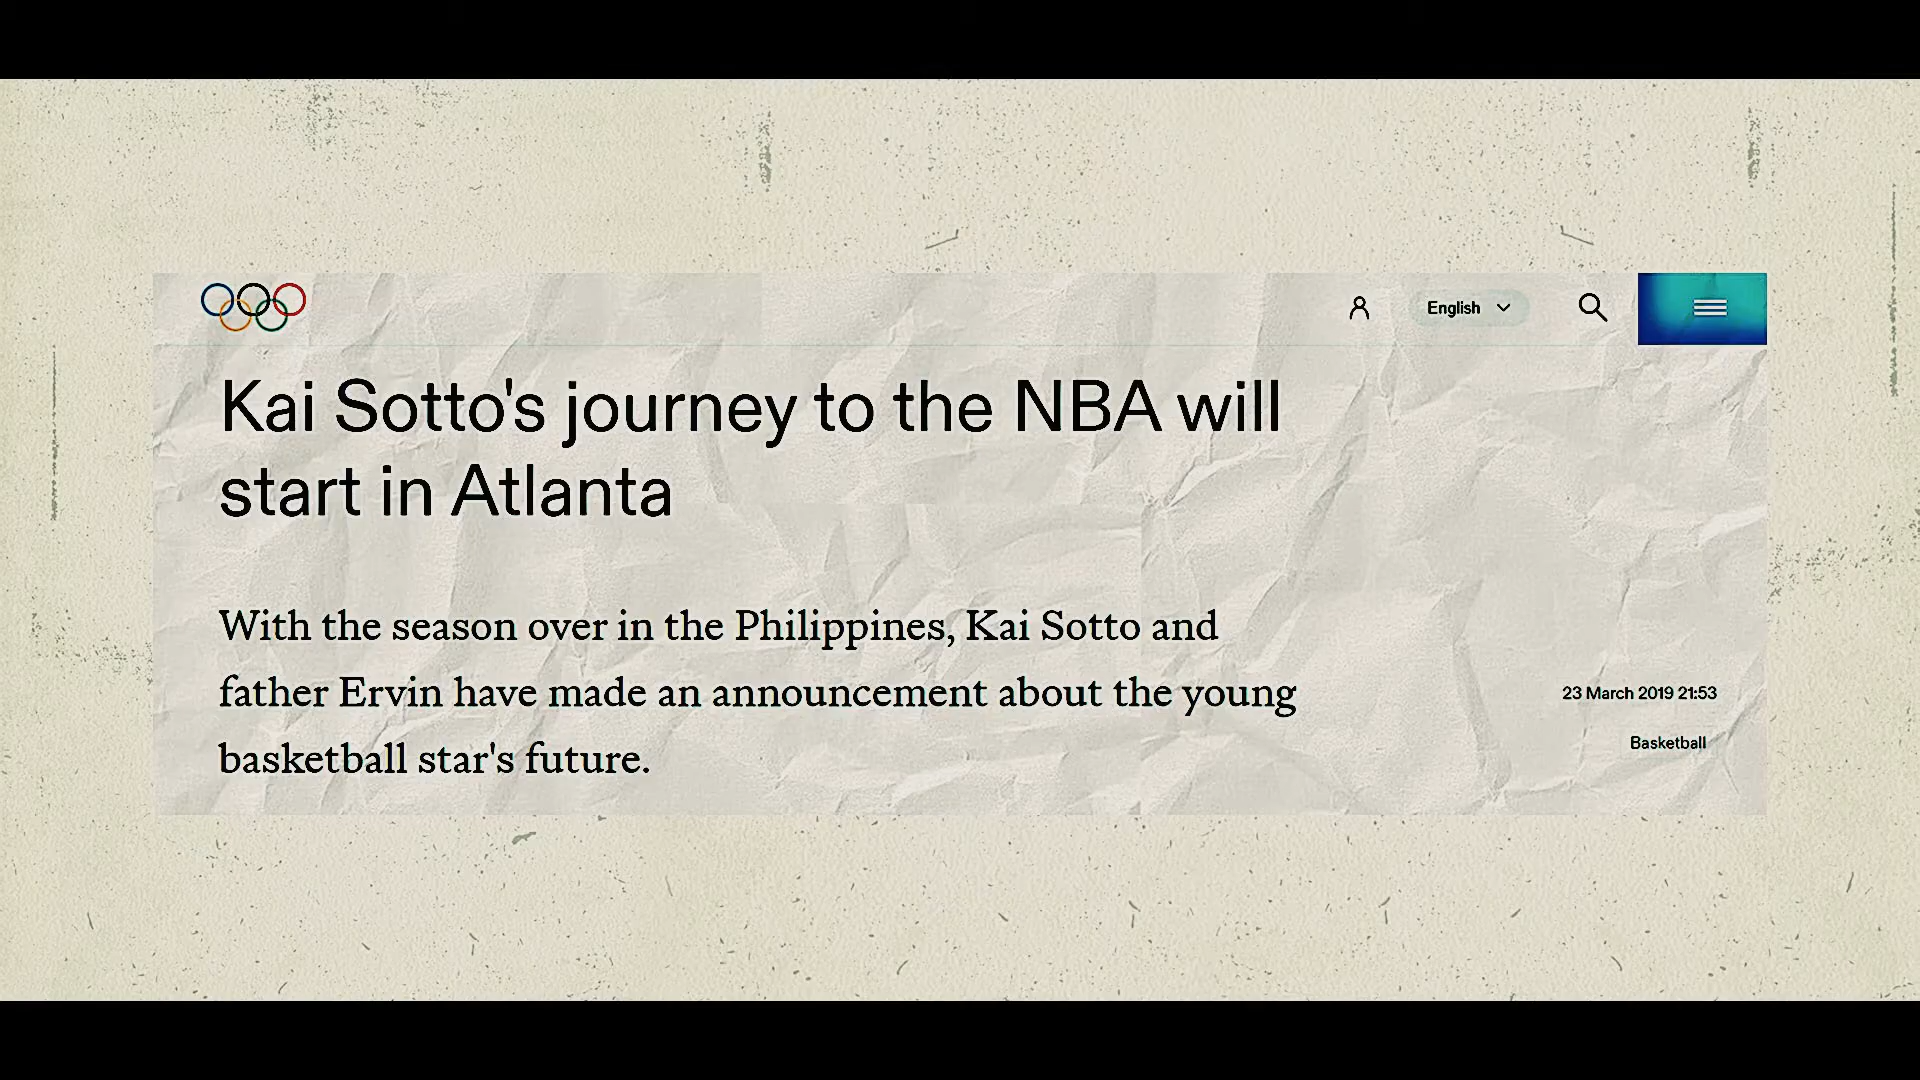 English
Kai Sotto's journey to the NBA will
start in Atlanta
With the season over in the Philippines, Kai Sotto and
father Ervin have made an announcement about the young
basketball star's future.
23 March 2019 21:53
Basketball